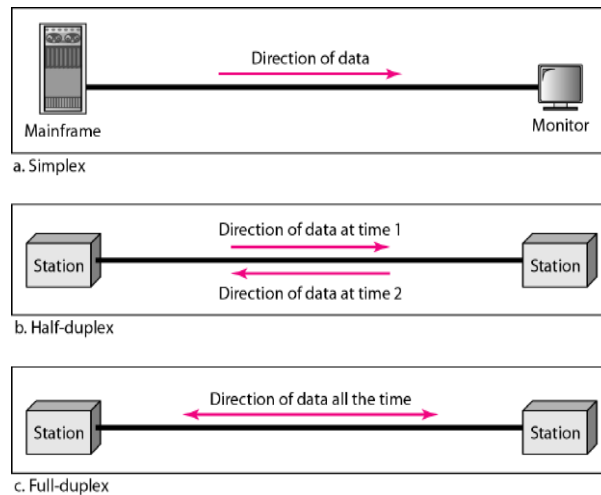 Direction of data
Mainframe
Monitor
a. Simplex
Direction of data at time 1
Station
Station
Direction of data at time 2
b. Half-duplex
Direction of data all the time
Station
Station
c. Full-duplex